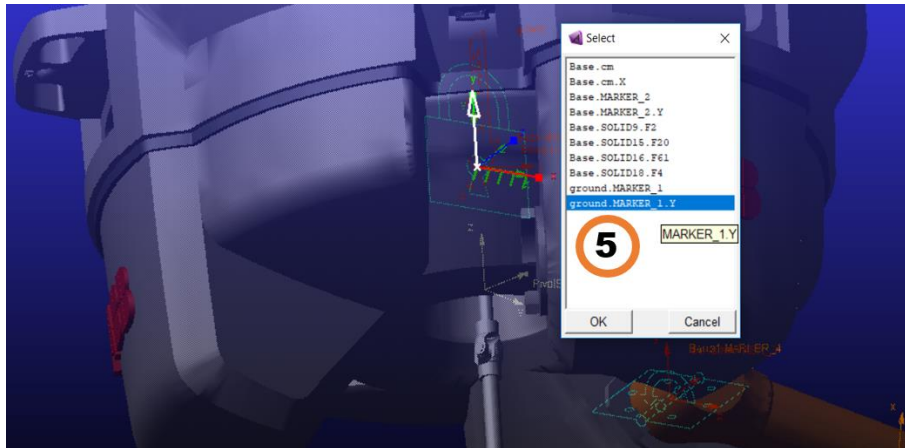 Select
Base.cm
Base.cm.X
Base.MARKER_2
Base.MARKER_2.Y
Base.SOLID9.F2
Base.SOLID15.F20
Base.SOLID16.F61
Base.SOLID18.F4
ground.MARKER_1
ground.MARKER_1.Y
5
MARKER_1.Y
OK
Cancel
Y
z
x